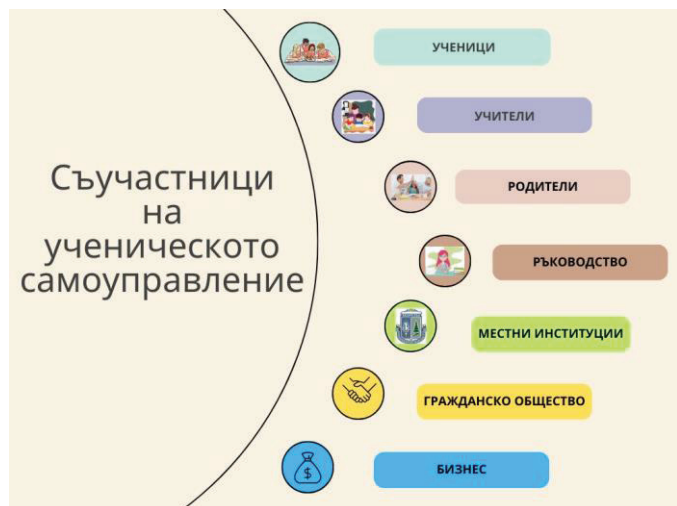 Съучастници
на
ученическото
самоуправление
УЧЕНИЦИ
УЧИТЕЛИ
РОДИТЕЛИ
РЪКОВОДСТВО
МЕСТНИ ИНСТИТУЦИИ
ГРАЖДАНСКО ОБЩЕСТВО
БИЗНЕС
$